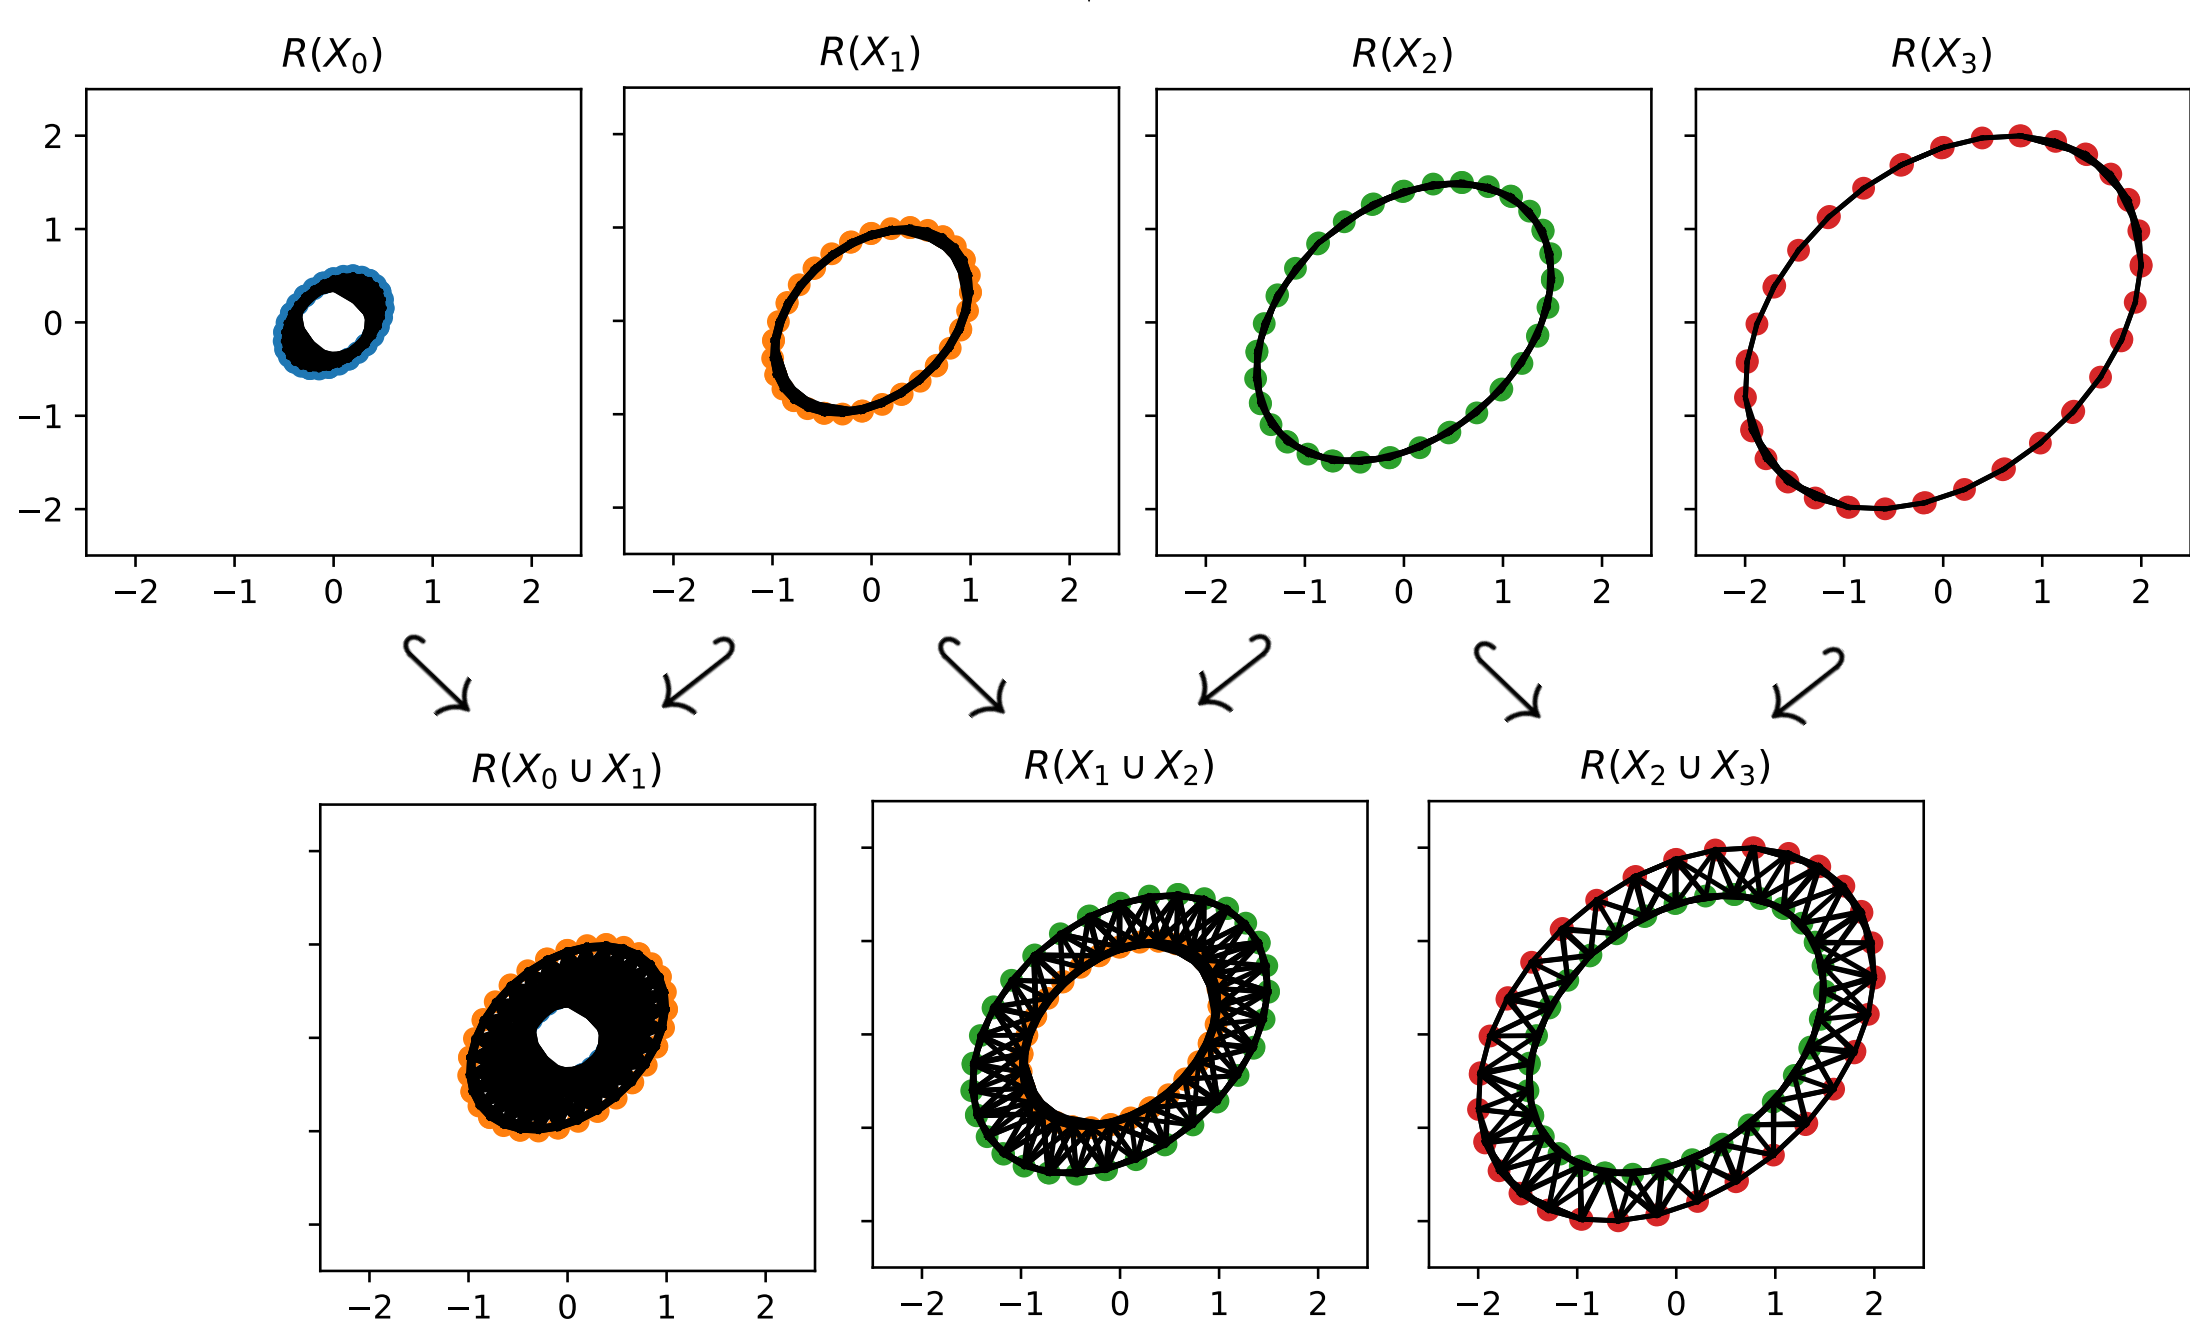 R(X₀)
R(X₁)
R(X₂)
R(X₃)
2
1
0
−1
−2
−2 −1 0 1 2
−2 −1 0 1 2
−2 −1 0 1 2
−2 −1 0 1 2
R(X₀ ∪ X₁)
R(X₁ ∪ X₂)
R(X₂ ∪ X₃)
−2 −1 0 1 2
−2 −1 0 1 2
−2 −1 0 1 2